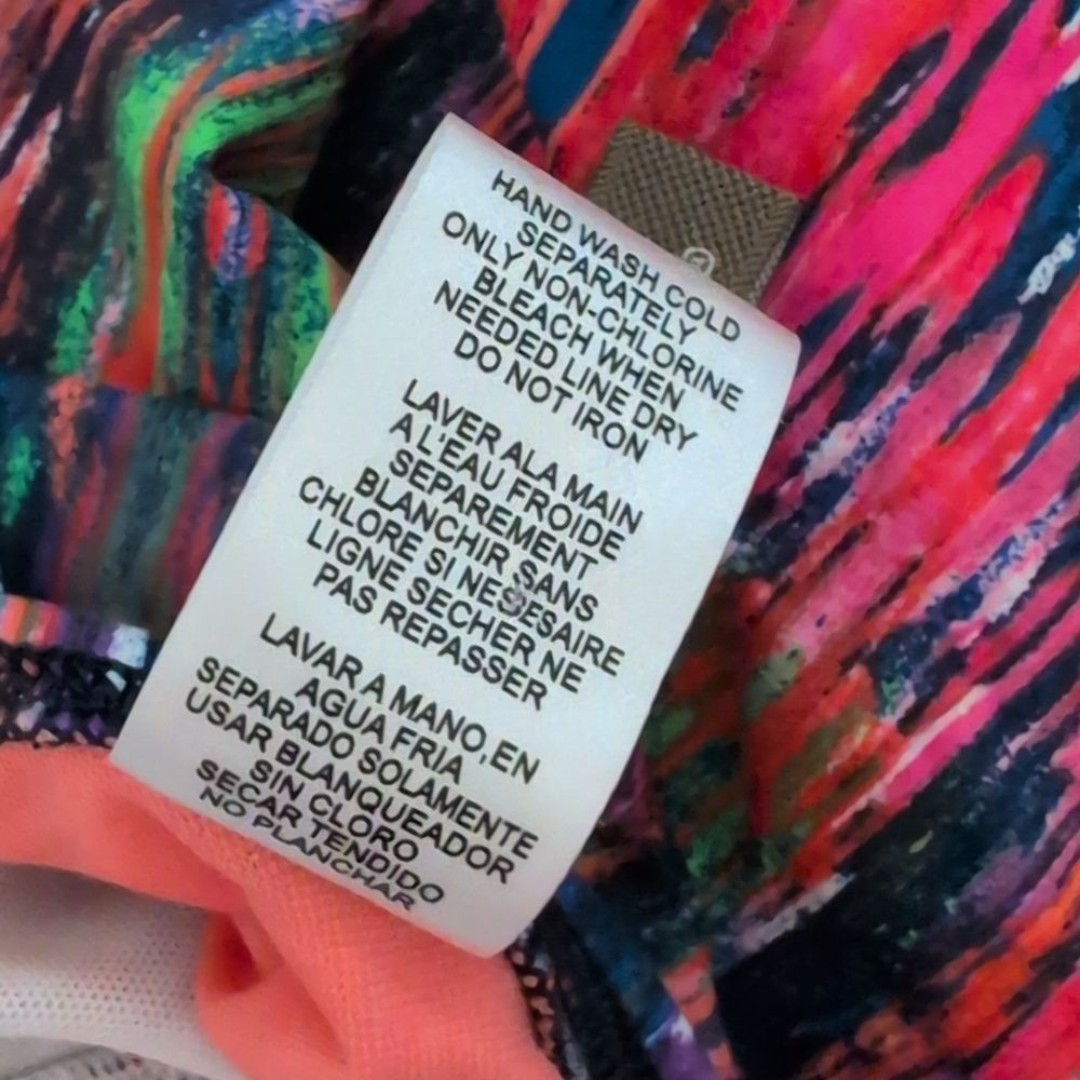 HAND WASH COLD
SEPARATELY
ONLY NON-CHLORINE
BLEACH WHEN
NEEDED LINE DRY
DO NOT IRON
LAVER ALA MAIN
A L'EAU FROIDE
SEPAREMENT
BLANCHIR SANS
CHLORE SI NESESAIRE
LIGNE SECHER NE
PAS REPASSER
LAVAR A MANO,EN
AGUA FRIA
SEPARADO SOLAMENTE
USAR BLANQUEADOR
SIN CLORO
SECAR TENDIDO
NO PLANCHAR